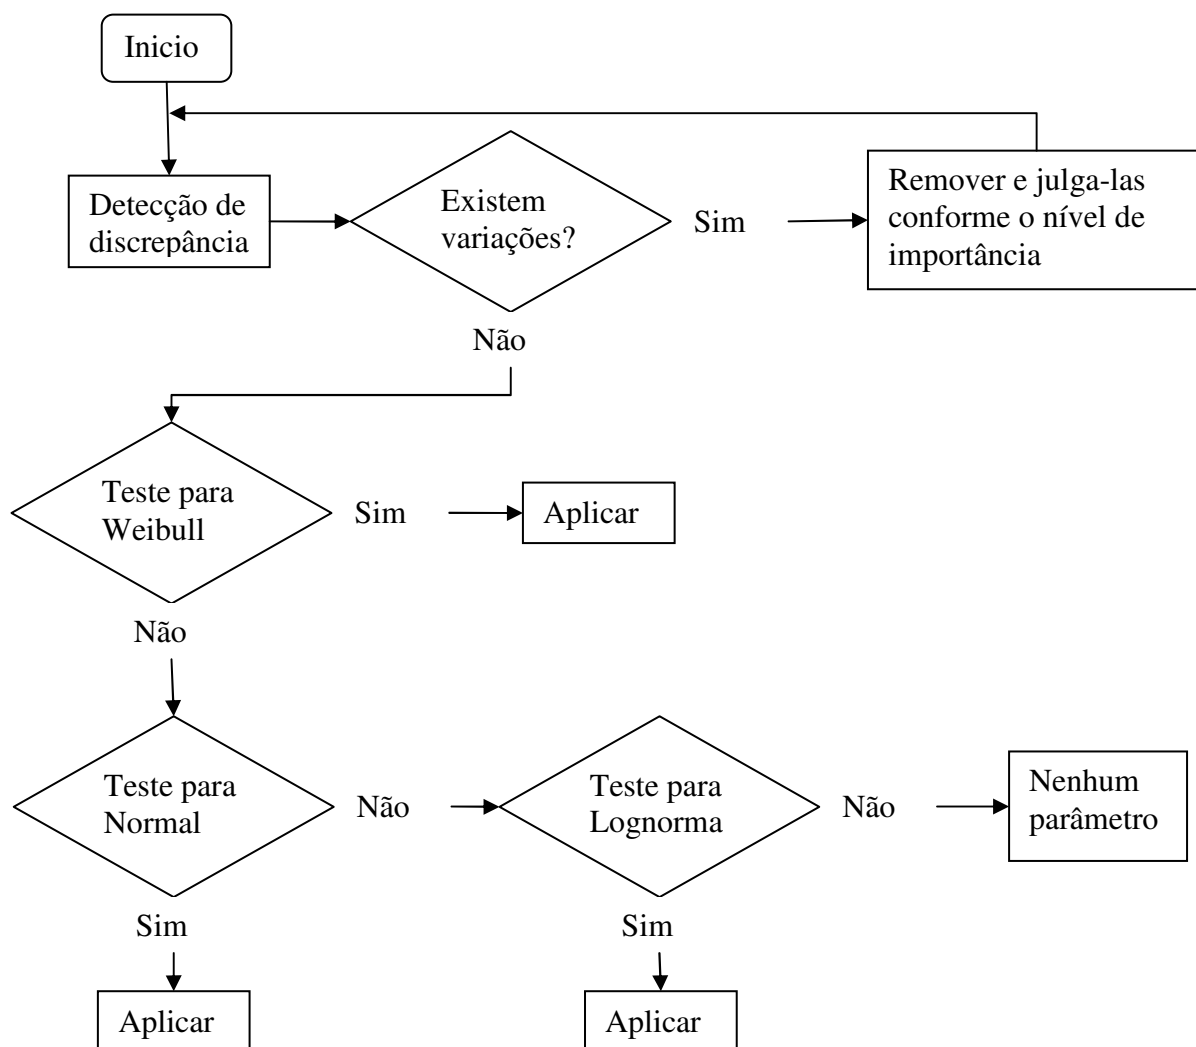 Inicio
Detecção de
discrepância
Existem
variações?
Sim
Remover e julga-las
conforme o nível de
importância
Não
Teste para
Weibull
Sim
Aplicar
Não
Teste para
Normal
Não
Teste para
Lognorma
Não
Nenhum
parâmetro
Sim
Sim
Aplicar
Aplicar